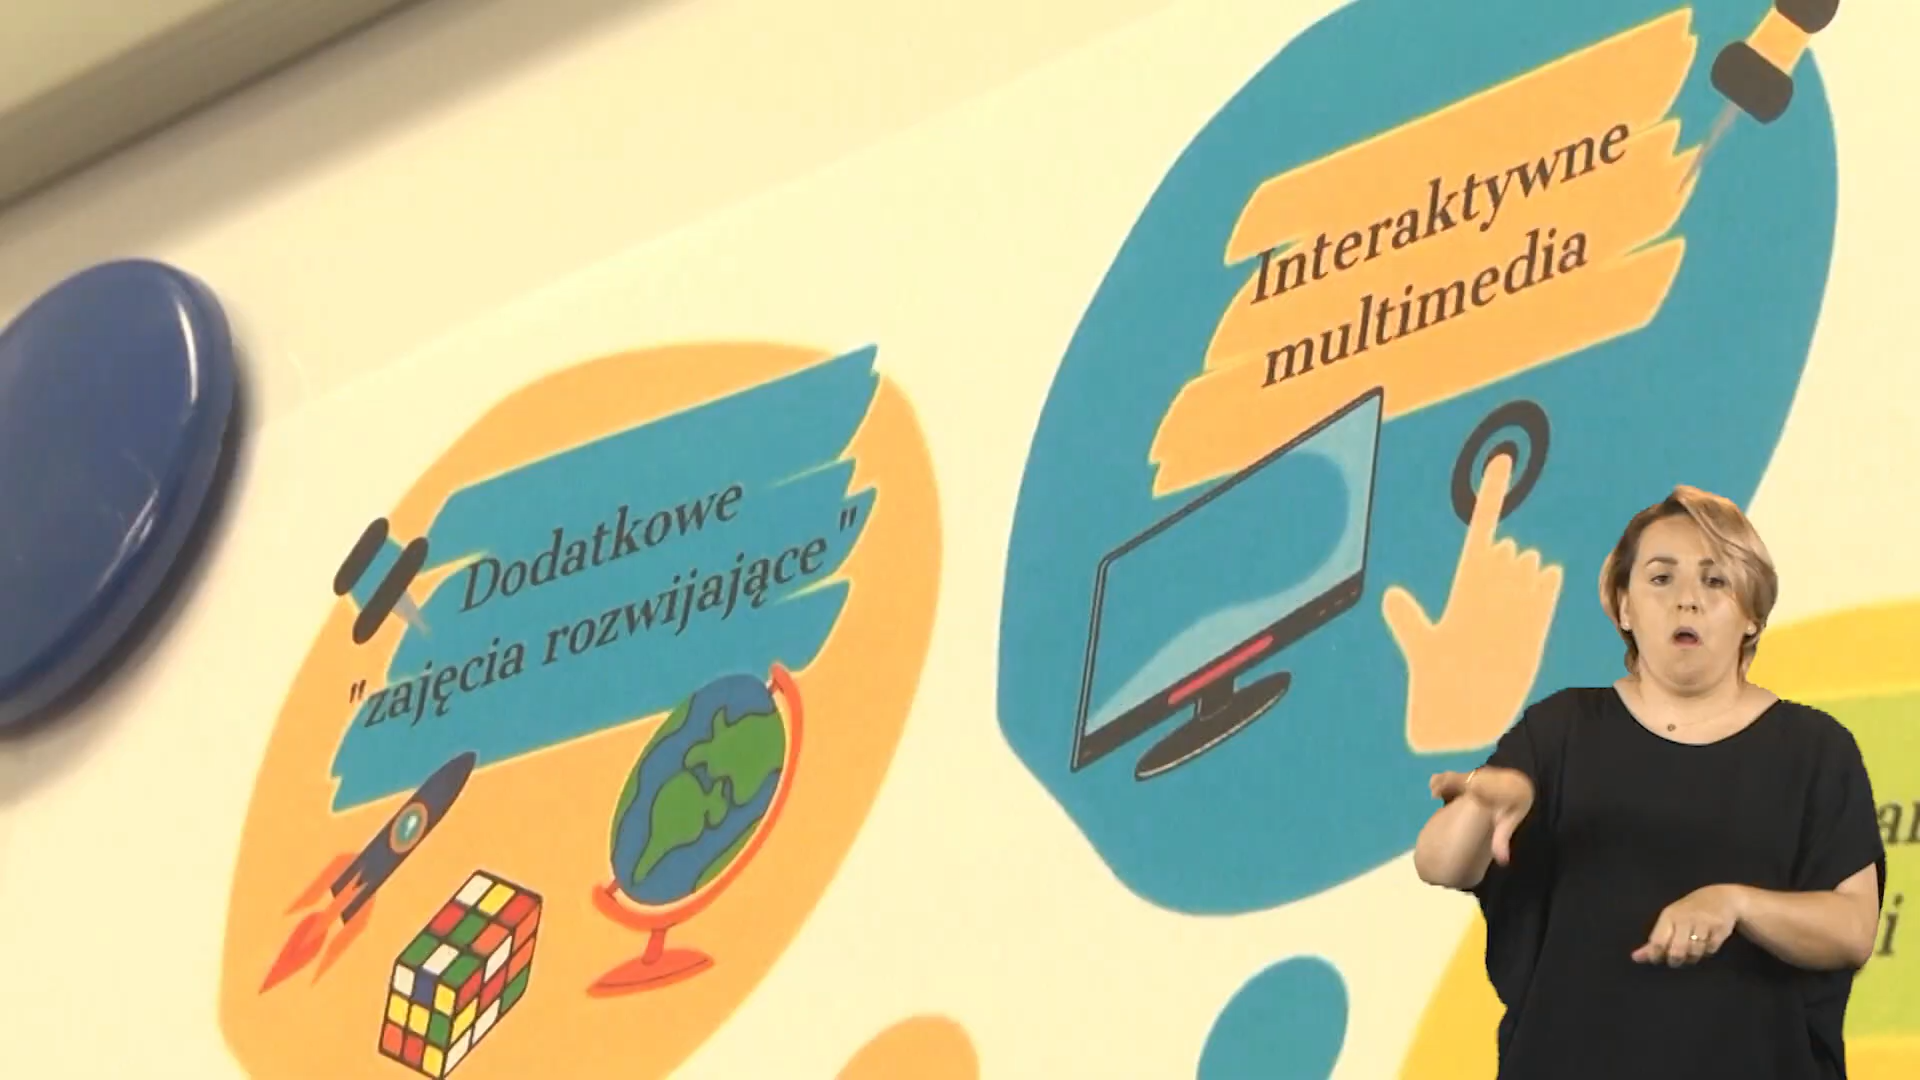 Dodatkowe
"zajęcia rozwijające"
Interaktywne
multimedia